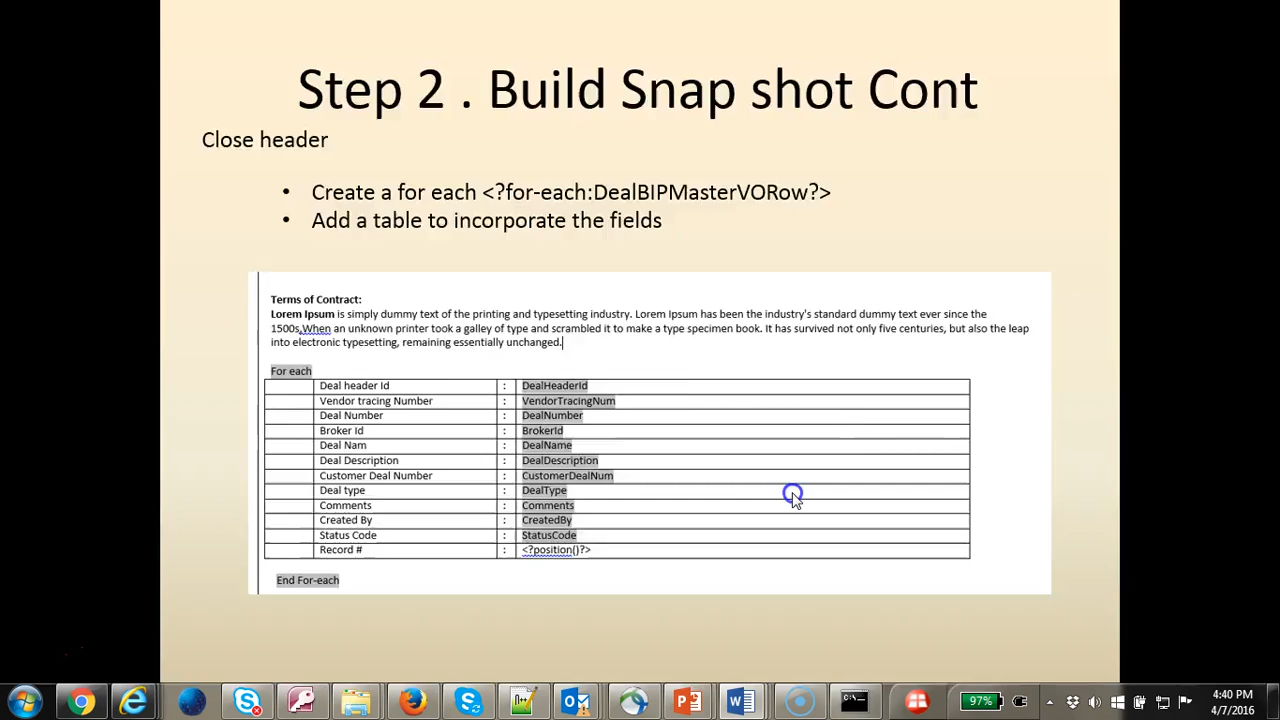 Step 2 . Build Snap shot Cont
Close header
• Create a for each <?for-each:DealBIPMasterVORow?>
• Add a table to incorporate the fields
Terms of Contract:
Lorem Ipsum is simply dummy text of the printing and typesetting industry. Lorem Ipsum has been the industry's standard dummy text ever since the
1500s,When an unknown printer took a galley of type and scrambled it to make a type specimen book. It has survived not only five centuries, but also the leap
into electronic typesetting, remaining essentially unchanged.
For each
Deal header Id : DealHeaderId
Vendor tracing Number : VendorTracingNum
Deal Number : DealNumber
Broker Id : BrokerId
Deal Nam : DealName
Deal Description : DealDescription
Customer Deal Number : CustomerDealNum
Deal type : DealType
Comments : Comments
Created By : CreatedBy
Status Code : StatusCode
Record # : <?position()?>
End For-each
97%
4:40 PM
4/7/2016